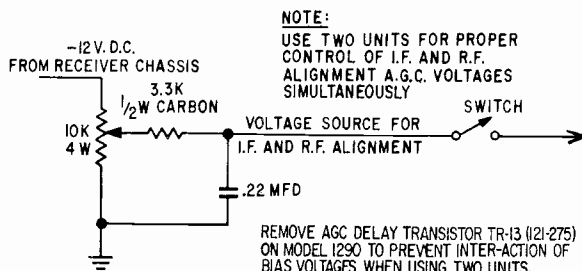 NOTE:
USE TWO UNITS FOR PROPER
CONTROL OF I.F. AND R.F.
ALIGNMENT A.G.C. VOLTAGES
SIMULTANEOUSLY
-12V. D.C.
FROM RECEIVER CHASSIS
3.3K
1/2W CARBON
10K
4W
VOLTAGE SOURCE FOR
I.F. AND R.F. ALIGNMENT
SWITCH
.22 MFD
REMOVE AGC DELAY TRANSISTOR TR-13 (121-275)
ON MODEL 1290 TO PREVENT INTER-ACTION OF
BIAS VOLTAGES WHEN USING TWO UNITS